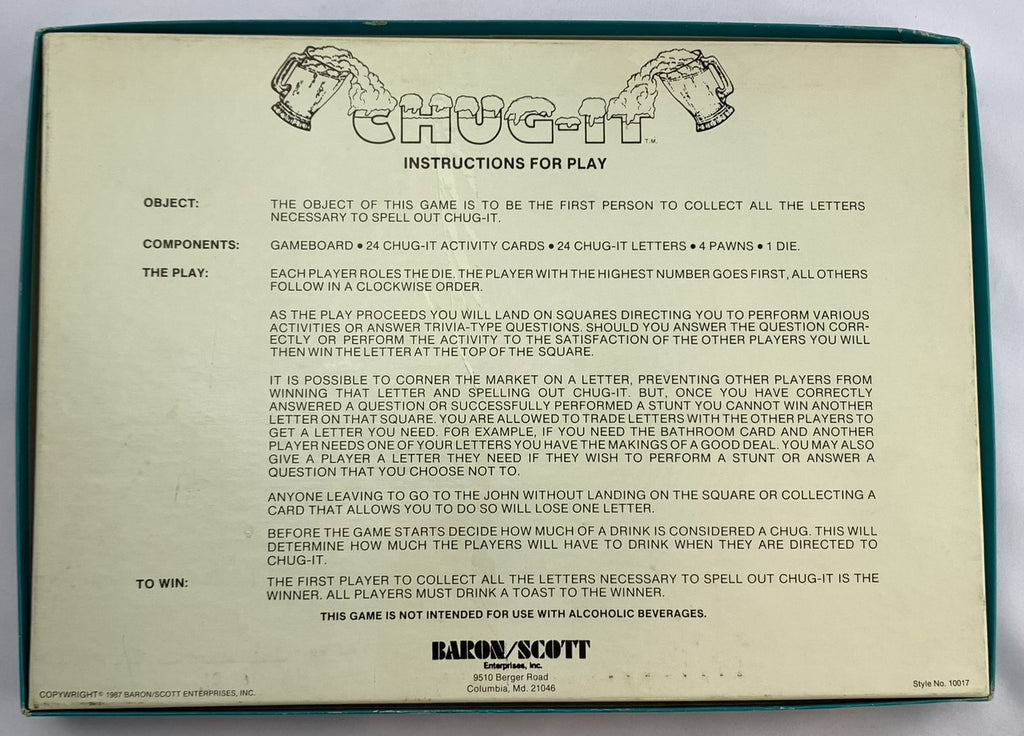 CHUG-IT T.M.
INSTRUCTIONS FOR PLAY
OBJECT: THE OBJECT OF THIS GAME IS TO BE THE FIRST PERSON TO COLLECT ALL THE LETTERS
NECESSARY TO SPELL OUT CHUG-IT.
COMPONENTS: GAMEBOARD • 24 CHUG-IT ACTIVITY CARDS • 24 CHUG-IT LETTERS • 4 PAWNS • 1 DIE.
THE PLAY: EACH PLAYER ROLES THE DIE. THE PLAYER WITH THE HIGHEST NUMBER GOES FIRST, ALL OTHERS
FOLLOW IN A CLOCKWISE ORDER.
AS THE PLAY PROCEEDS YOU WILL LAND ON SQUARES DIRECTING YOU TO PERFORM VARIOUS
ACTIVITIES OR ANSWER TRIVIA-TYPE QUESTIONS. SHOULD YOU ANSWER THE QUESTION CORR-
ECTLY OR PERFORM THE ACTIVITY TO THE SATISFACTION OF THE OTHER PLAYERS YOU WILL
THEN WIN THE LETTER AT THE TOP OF THE SQUARE.
IT IS POSSIBLE TO CORNER THE MARKET ON A LETTER, PREVENTING OTHER PLAYERS FROM
WINNING THAT LETTER AND SPELLING OUT CHUG-IT. BUT, ONCE YOU HAVE CORRECTLY
ANSWERED A QUESTION OR SUCCESSFULLY PERFORMED A STUNT YOU CANNOT WIN ANOTHER
LETTER ON THAT SQUARE. YOU ARE ALLOWED TO TRADE LETTERS WITH THE OTHER PLAYERS TO
GET A LETTER YOU NEED. FOR EXAMPLE, IF YOU NEED THE BATHROOM CARD AND ANOTHER
PLAYER NEEDS ONE OF YOUR LETTERS YOU HAVE THE MAKINGS OF A GOOD DEAL. YOU MAY ALSO
GIVE A PLAYER A LETTER THEY NEED IF THEY WISH TO PERFORM A STUNT OR ANSWER A
QUESTION THAT YOU CHOOSE NOT TO.
ANYONE LEAVING TO GO TO THE JOHN WITHOUT LANDING ON THE SQUARE OR COLLECTING A
CARD THAT ALLOWS YOU TO DO SO WILL LOSE ONE LETTER.
BEFORE THE GAME STARTS DECIDE HOW MUCH OF A DRINK IS CONSIDERED A CHUG. THIS WILL
DETERMINE HOW MUCH THE PLAYERS WILL HAVE TO DRINK WHEN THEY ARE DIRECTED TO
CHUG-IT.
TO WIN: THE FIRST PLAYER TO COLLECT ALL THE LETTERS NECESSARY TO SPELL OUT CHUG-IT IS THE
WINNER. ALL PLAYERS MUST DRINK A TOAST TO THE WINNER.
THIS GAME IS NOT INTENDED FOR USE WITH ALCOHOLIC BEVERAGES.
BARON/SCOTT
Enterprises, Inc.
9510 Berger Road
Columbia, Md. 21046
COPYWRIGHT © 1987 BARON/SCOTT ENTERPRISES, INC.
Style No. 10017